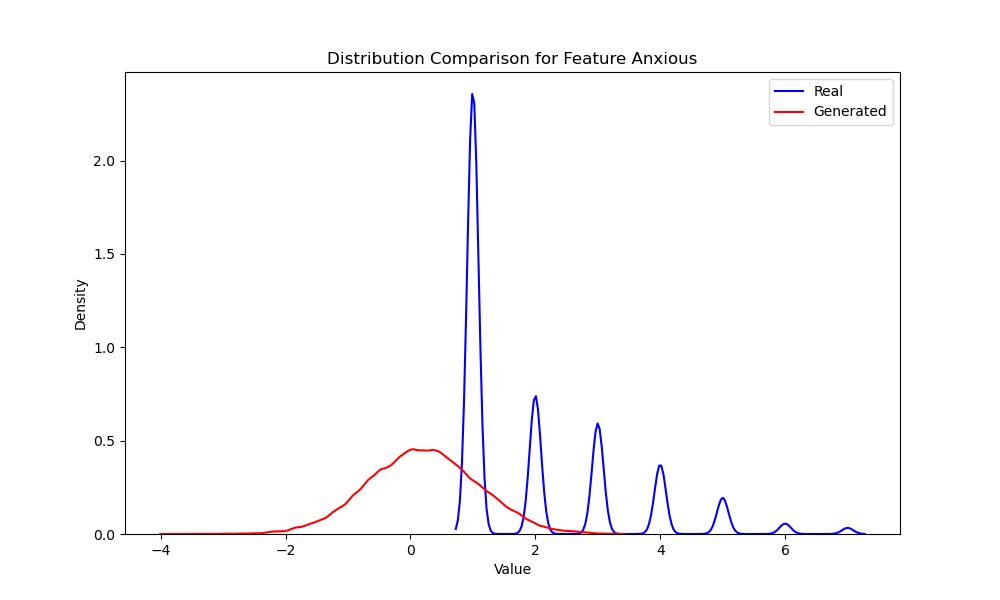 Distribution Comparison for Feature Anxious
Real
Generated
Density
2.0
1.5
1.0
0.5
0.0
−4
−2
0
2
4
6
Value